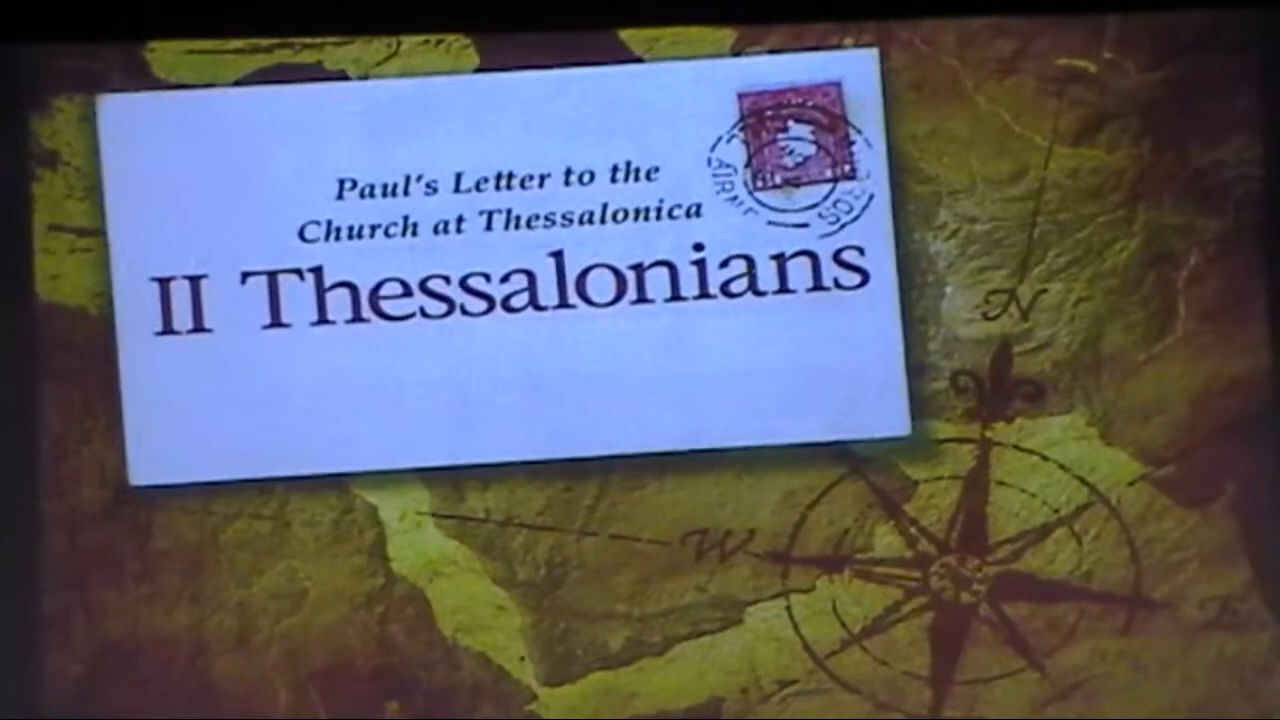 Paul's Letter to the
Church at Thessalonica
II Thessalonians
N
W
E